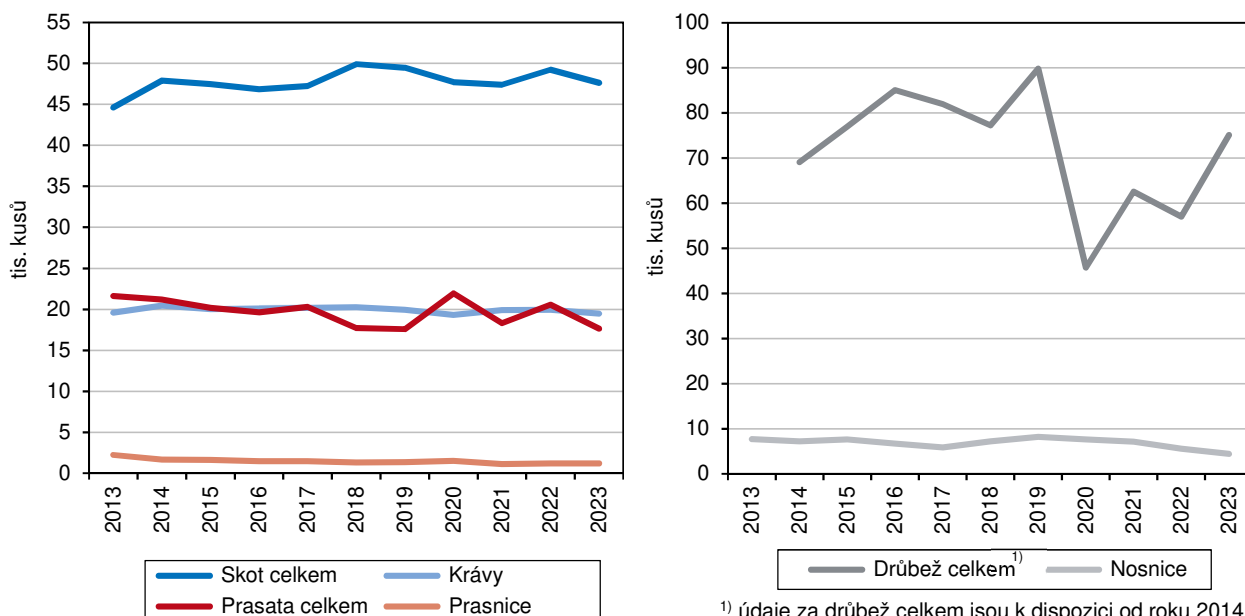 55
50
45
40
35
30
25
20
15
10
5
0
tis. kusů
2013 2014 2015 2016 2017 2018 2019 2020 2021 2022 2023
Skot celkem Krávy
Prasata celkem Prasnice
100
90
80
70
60
50
40
30
20
10
0
tis. kusů
2013 2014 2015 2016 2017 2018 2019 2020 2021 2022 2023
Drůbež celkem 1) Nosnice
1) údaje za drůbež celkem jsou k dispozici od roku 2014